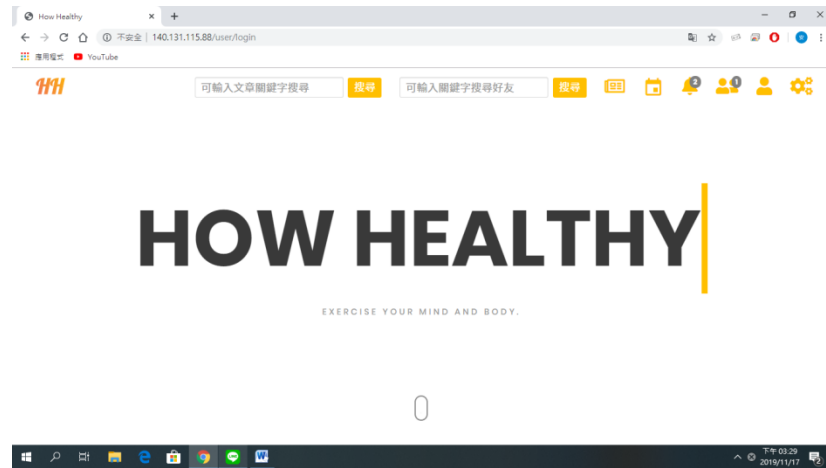 How Healthy
不安全 | 140.131.115.88/user/login
應用程式 YouTube
HH 可輸入文章關鍵字搜尋 搜尋 可輸入關鍵字搜尋好友 搜尋 2 1
HOW HEALTHY
EXERCISE YOUR MIND AND BODY.
下午 03:29
2019/11/17 2